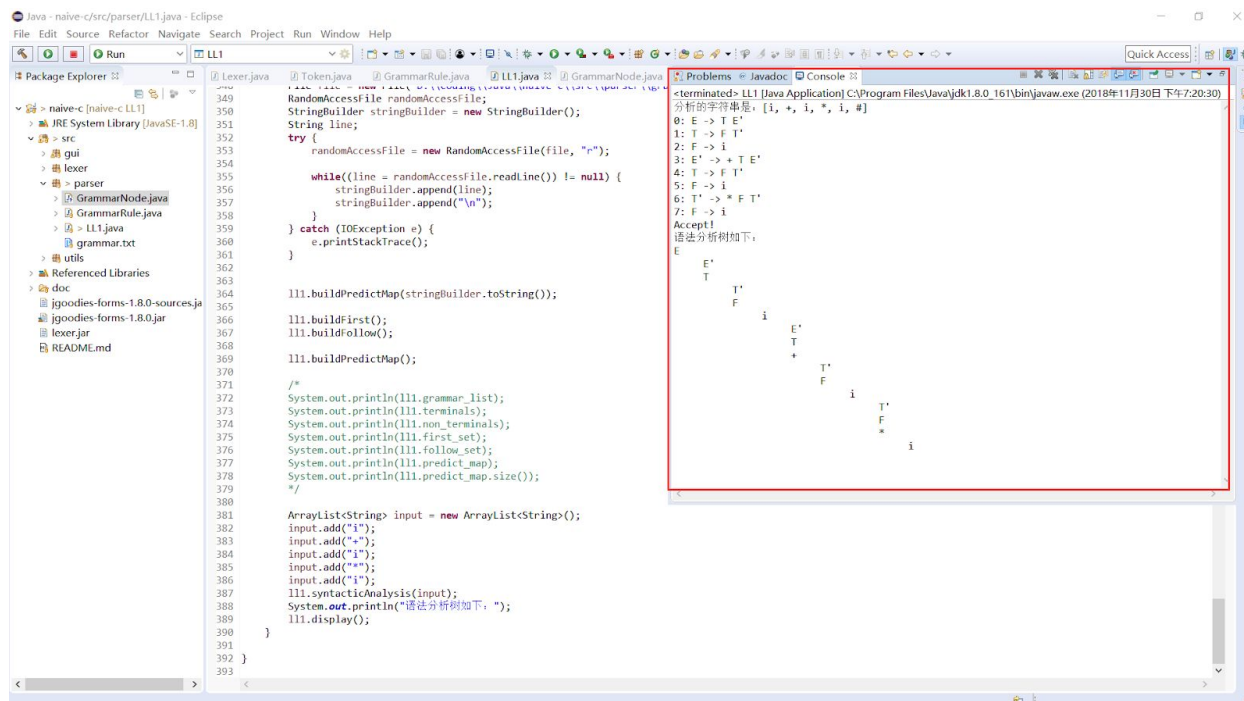 Java - naive-c/src/parser/LL1.java - Eclipse
File Edit Source Refactor Navigate Search Project Run Window Help
Run LL1 Quick Access
Package Explorer
naive-c [naive-c LL1]
JRE System Library [JavaSE-1.8]
> src
gui
lexer
> parser
GrammarNode.java
GrammarRule.java
> LL1.java
grammar.txt
utils
Referenced Libraries
doc
jgoodies-forms-1.8.0-sources.ja
jgoodies-forms-1.8.0.jar
lexer.jar
README.md
Lexer.java Token.java GrammarRule.java LL1.java GrammarNode.java
349 RandomAccessFile randomAccessFile;
350 StringBuilder stringBuilder = new StringBuilder();
351 String line;
352 try {
353 randomAccessFile = new RandomAccessFile(file, "r");
354
355 while((line = randomAccessFile.readLine()) != null) {
356 stringBuilder.append(line);
357 stringBuilder.append("\n");
358 }
359 } catch (IOException e) {
360 e.printStackTrace();
361 }
362
363
364 ll1.buildPredictMap(stringBuilder.toString());
365
366 ll1.buildFirst();
367 ll1.buildFollow();
368
369 ll1.buildPredictMap();
370
371 /*
372 System.out.println(ll1.grammar_list);
373 System.out.println(ll1.terminals);
374 System.out.println(ll1.non_terminals);
375 System.out.println(ll1.first_set);
376 System.out.println(ll1.follow_set);
377 System.out.println(ll1.predict_map);
378 System.out.println(ll1.predict_map.size());
379 */
380
381 ArrayList<String> input = new ArrayList<String>();
382 input.add("i");
383 input.add("+");
384 input.add("i");
385 input.add("*");
386 input.add("i");
387 ll1.syntacticAnalysis(input);
388 System.out.println("语法分析树如下：");
389 ll1.display();
390 }
391
392 }
393
Problems Javadoc Console
<terminated> LL1 [Java Application] C:\Program Files\Java\jdk1.8.0_161\bin\javaw.exe (2018年11月30日 下午7:20:30)
分析的字符串是：[i, +, i, *, i, #]
0: E -> T E'
1: T -> F T'
2: F -> i
3: E' -> + T E'
4: T -> F T'
5: F -> i
6: T' -> * F T'
7: F -> i
Accept!
语法分析树如下：
E
E'
T
T'
F
i
E'
T
+
T'
F
i
T'
F
*
i